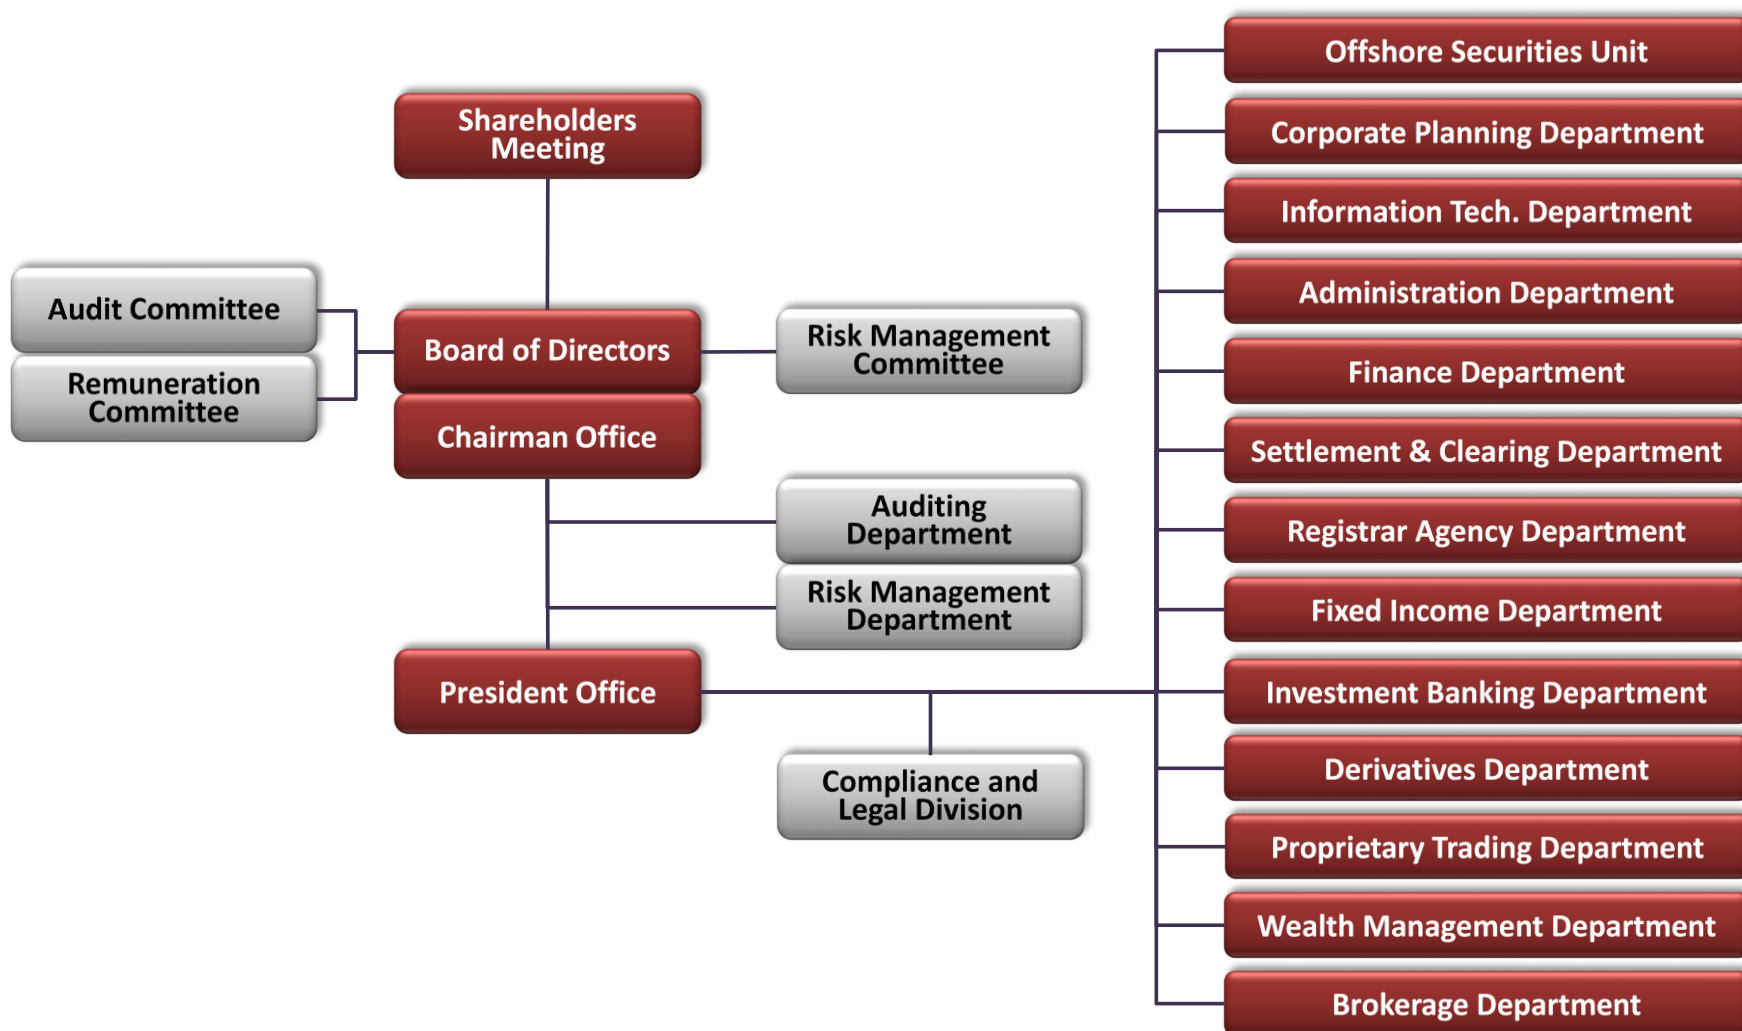 Shareholders
Meeting
Audit Committee
Remuneration
Committee
Board of Directors
Chairman Office
Risk Management
Committee
Auditing
Department
Risk Management
Department
President Office
Compliance and
Legal Division
Offshore Securities Unit
Corporate Planning Department
Information Tech. Department
Administration Department
Finance Department
Settlement & Clearing Department
Registrar Agency Department
Fixed Income Department
Investment Banking Department
Derivatives Department
Proprietary Trading Department
Wealth Management Department
Brokerage Department